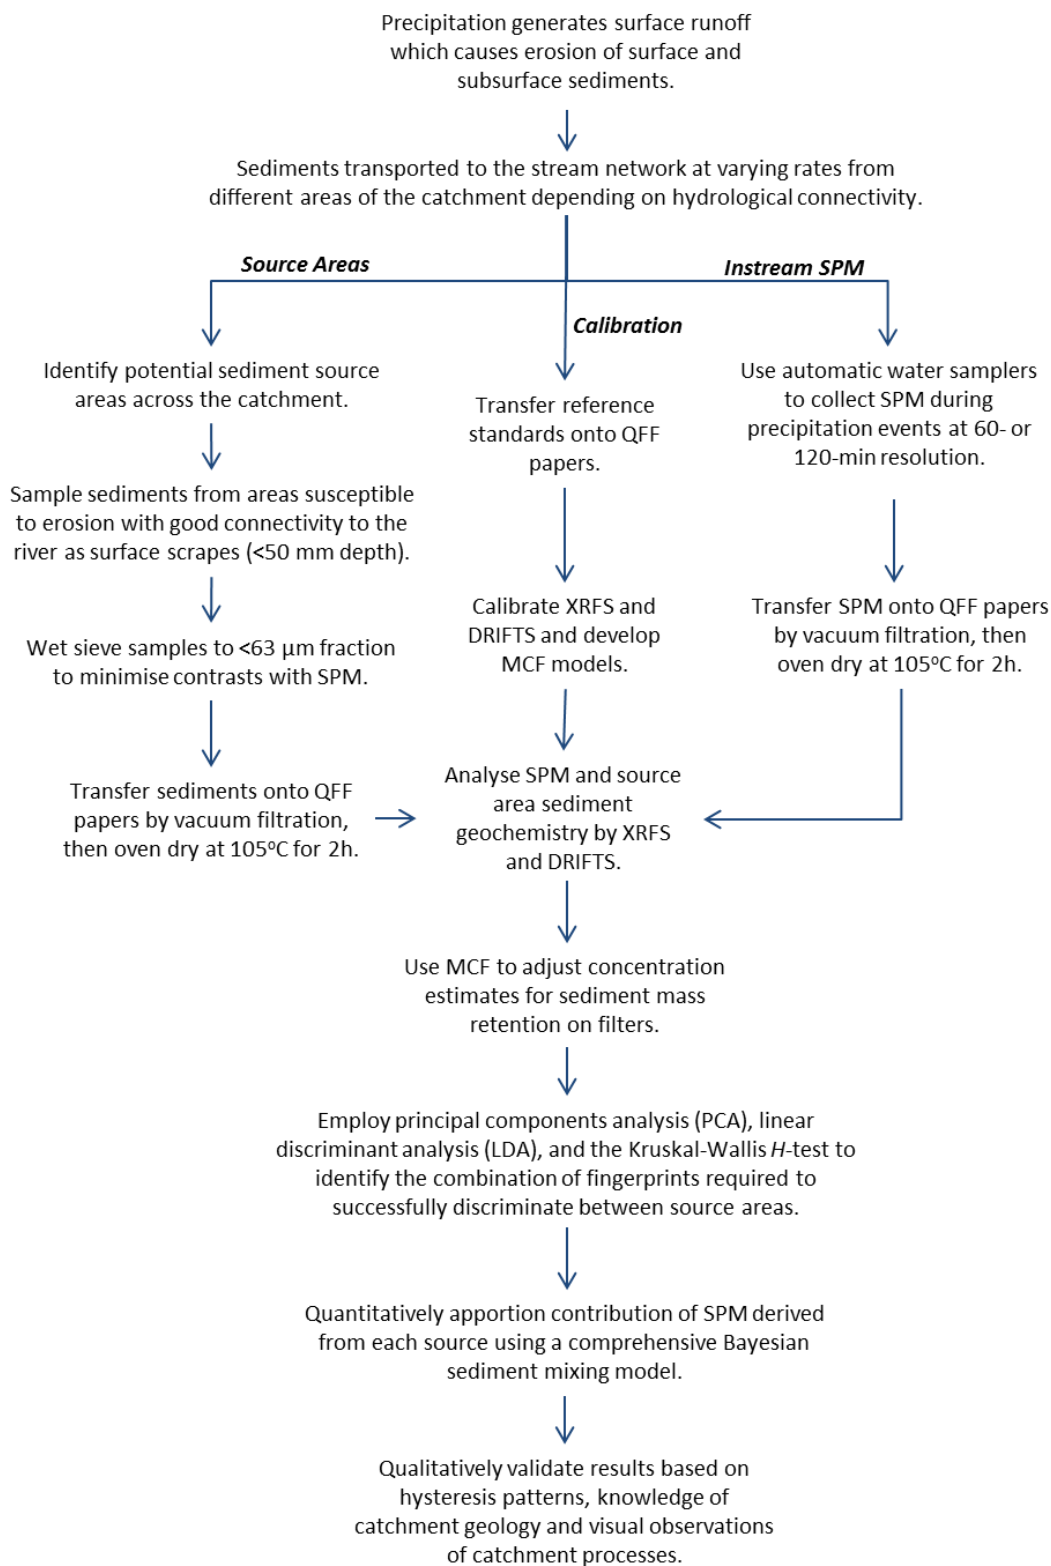 Precipitation generates surface runoff
which causes erosion of surface and
subsurface sediments.
Sediments transported to the stream network at varying rates from
different areas of the catchment depending on hydrological connectivity.
Source Areas
Identify potential sediment source
areas across the catchment.
Sample sediments from areas susceptible
to erosion with good connectivity to the
river as surface scrapes (<50 mm depth).
Wet sieve samples to <63 µm fraction
to minimise contrasts with SPM.
Transfer sediments onto QFF
papers by vacuum filtration,
then oven dry at 105°C for 2h.
Calibration
Transfer reference
standards onto QFF
papers.
Calibrate XRFS and
DRIFTS and develop
MCF models.
Instream SPM
Use automatic water samplers
to collect SPM during
precipitation events at 60- or
120-min resolution.
Transfer SPM onto QFF papers
by vacuum filtration, then
oven dry at 105°C for 2h.
Analyse SPM and source
area sediment
geochemistry by XRFS
and DRIFTS.
Use MCF to adjust concentration
estimates for sediment mass
retention on filters.
Employ principal components analysis (PCA), linear
discriminant analysis (LDA), and the Kruskal-Wallis H-test to
identify the combination of fingerprints required to
successfully discriminate between source areas.
Quantitatively apportion contribution of SPM derived
from each source using a comprehensive Bayesian
sediment mixing model.
Qualitatively validate results based on
hysteresis patterns, knowledge of
catchment geology and visual observations
of catchment processes.